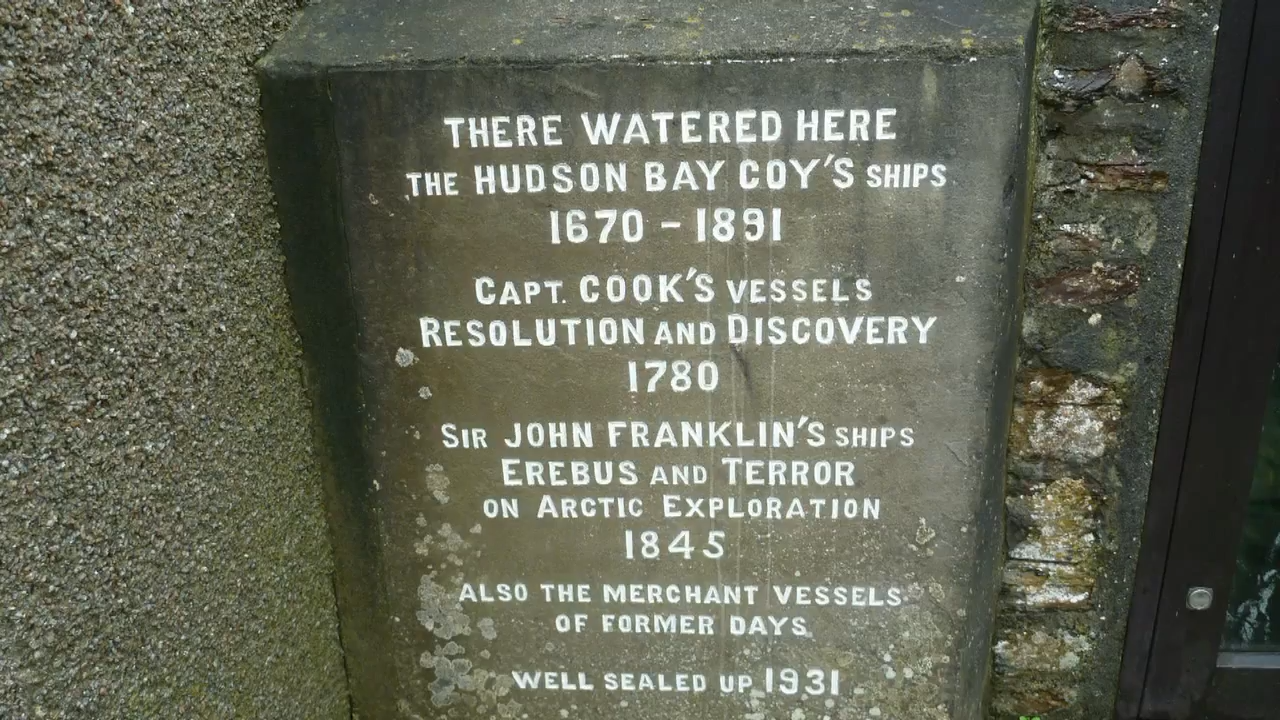 THERE WATERED HERE
THE HUDSON BAY COY'S SHIPS
1670 - 1891
CAPT. COOK'S VESSELS
RESOLUTION AND DISCOVERY
1780
SIR JOHN FRANKLIN'S SHIPS
EREBUS AND TERROR
ON ARCTIC EXPLORATION
1845
ALSO THE MERCHANT VESSELS
OF FORMER DAYS
WELL SEALED UP 1931